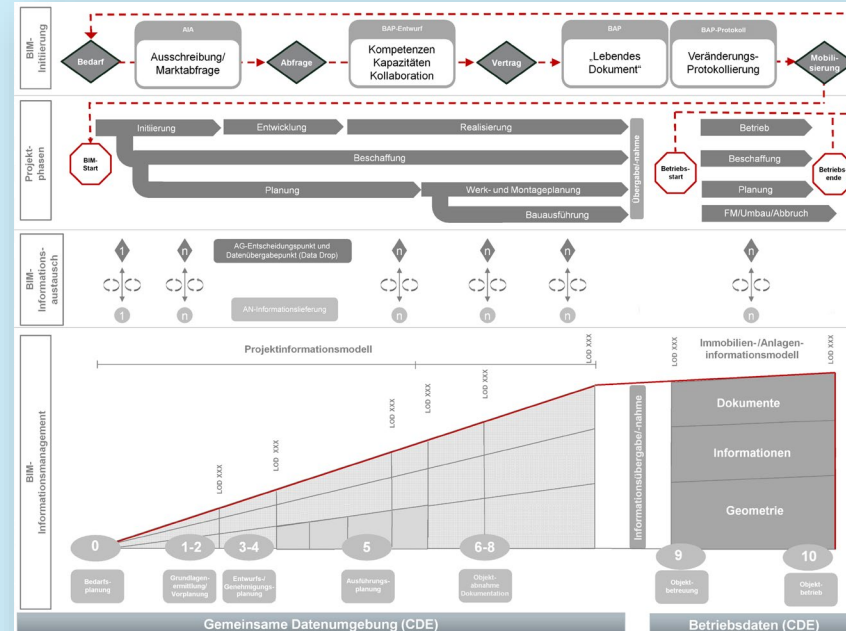 BIM-
Initiierung
Bedarf
AIA
Ausschreibung/
Marktabfrage
Abfrage
BAP-Entwurf
Kompetenzen
Kapazitäten
Kollaboration
Vertrag
BAP
„Lebendes
Dokument“
BAP-Protokoll
Veränderungs-
Protokollierung
Mobili-
sierung
Projekt-
phasen
BIM-
Start
Initiierung
Entwicklung
Realisierung
Beschaffung
Planung
Werk- und Montageplanung
Bauausführung
Übergabe/-nahme
Betriebs-
start
Betrieb
Beschaffung
Planung
FM/Umbau/Abbruch
Betriebs-
ende
BIM-
Informations-
austausch
1
n
AG-Entscheidungspunkt und
Datenübergabepunkt (Data Drop)
n
n
n
n
1
n
AN-Informationslieferung
n
n
n
n
BIM-
Informationsmanagement
Projektinformationsmodell
Immobilien-/Anlagen-
informationsmodell
LOD XXX
LOD XXX
LOD XXX
LOD XXX
LOD XXX
LOD XXX
LOD XXX
LOD XXX
Informationsübergabe/-nahme
Dokumente
Informationen
Geometrie
0
1-2
3-4
5
6-8
9
10
Bedarfs-
planung
Grundlagen-
ermittlung/
Vorplanung
Entwurfs-/
Genehmigungs-
planung
Ausführungs-
planung
Objekt-
abnahme
Dokumentation
Objekt-
betreuung
Objekt-
betrieb
Gemeinsame Datenumgebung (CDE)
Betriebsdaten (CDE)